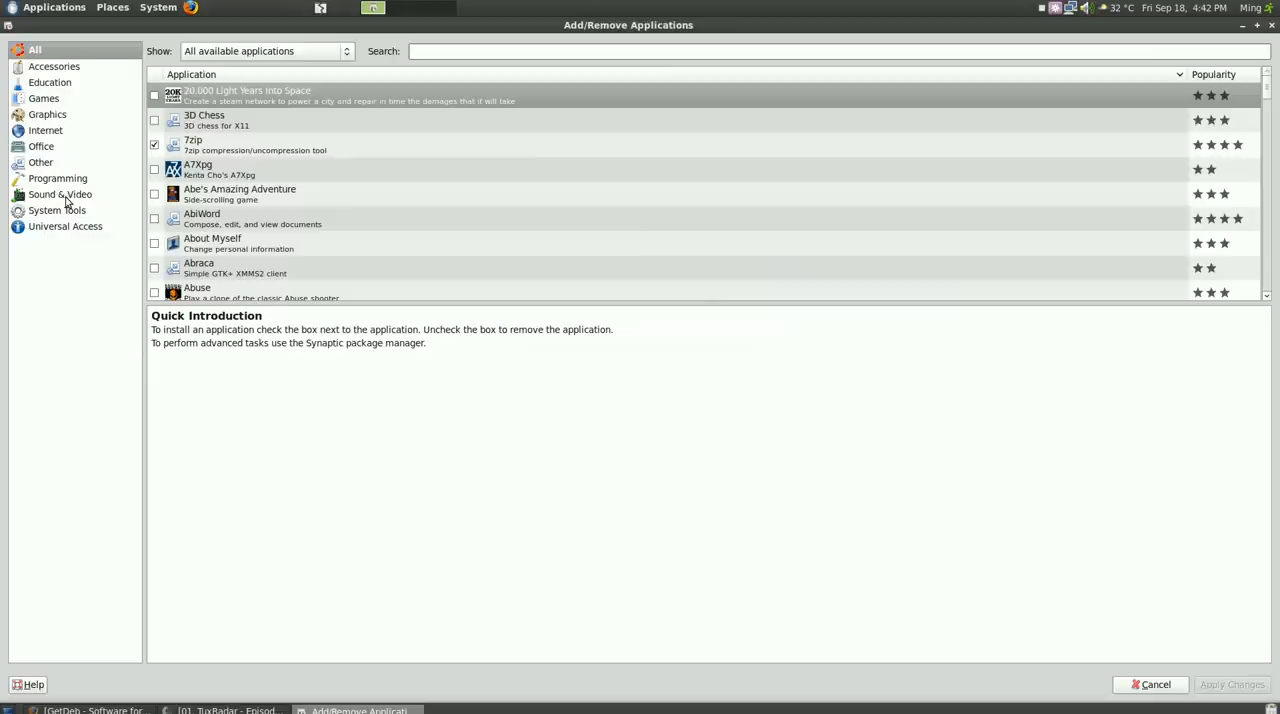 Applications Places System 32 °C Fri Sep 18, 4:42 PM Ming
Add/Remove Applications
All
Accessories
Education
Games
Graphics
Internet
Office
Other
Programming
Sound & Video
System Tools
Universal Access
Show: All available applications Search:
Application Popularity
20.000 Light Years Into Space
Create a steam network to power a city and repair in time the damages that it will take
3D Chess
3D chess for X11
7zip
7zip compression/uncompression tool
A7Xpg
Kenta Cho's A7Xpg
Abe's Amazing Adventure
Side-scrolling game
AbiWord
Compose, edit, and view documents
About Myself
Change personal information
Abraca
Simple GTK+ XMMS2 client
Abuse
Play a clone of the classic Abuse shooter
Quick Introduction
To install an application check the box next to the application. Uncheck the box to remove the application.
To perform advanced tasks use the Synaptic package manager.
Help Cancel Apply Changes
[GetDeb - Software for... [01. TuxRadar - Episod... Add/Remove Applicati...